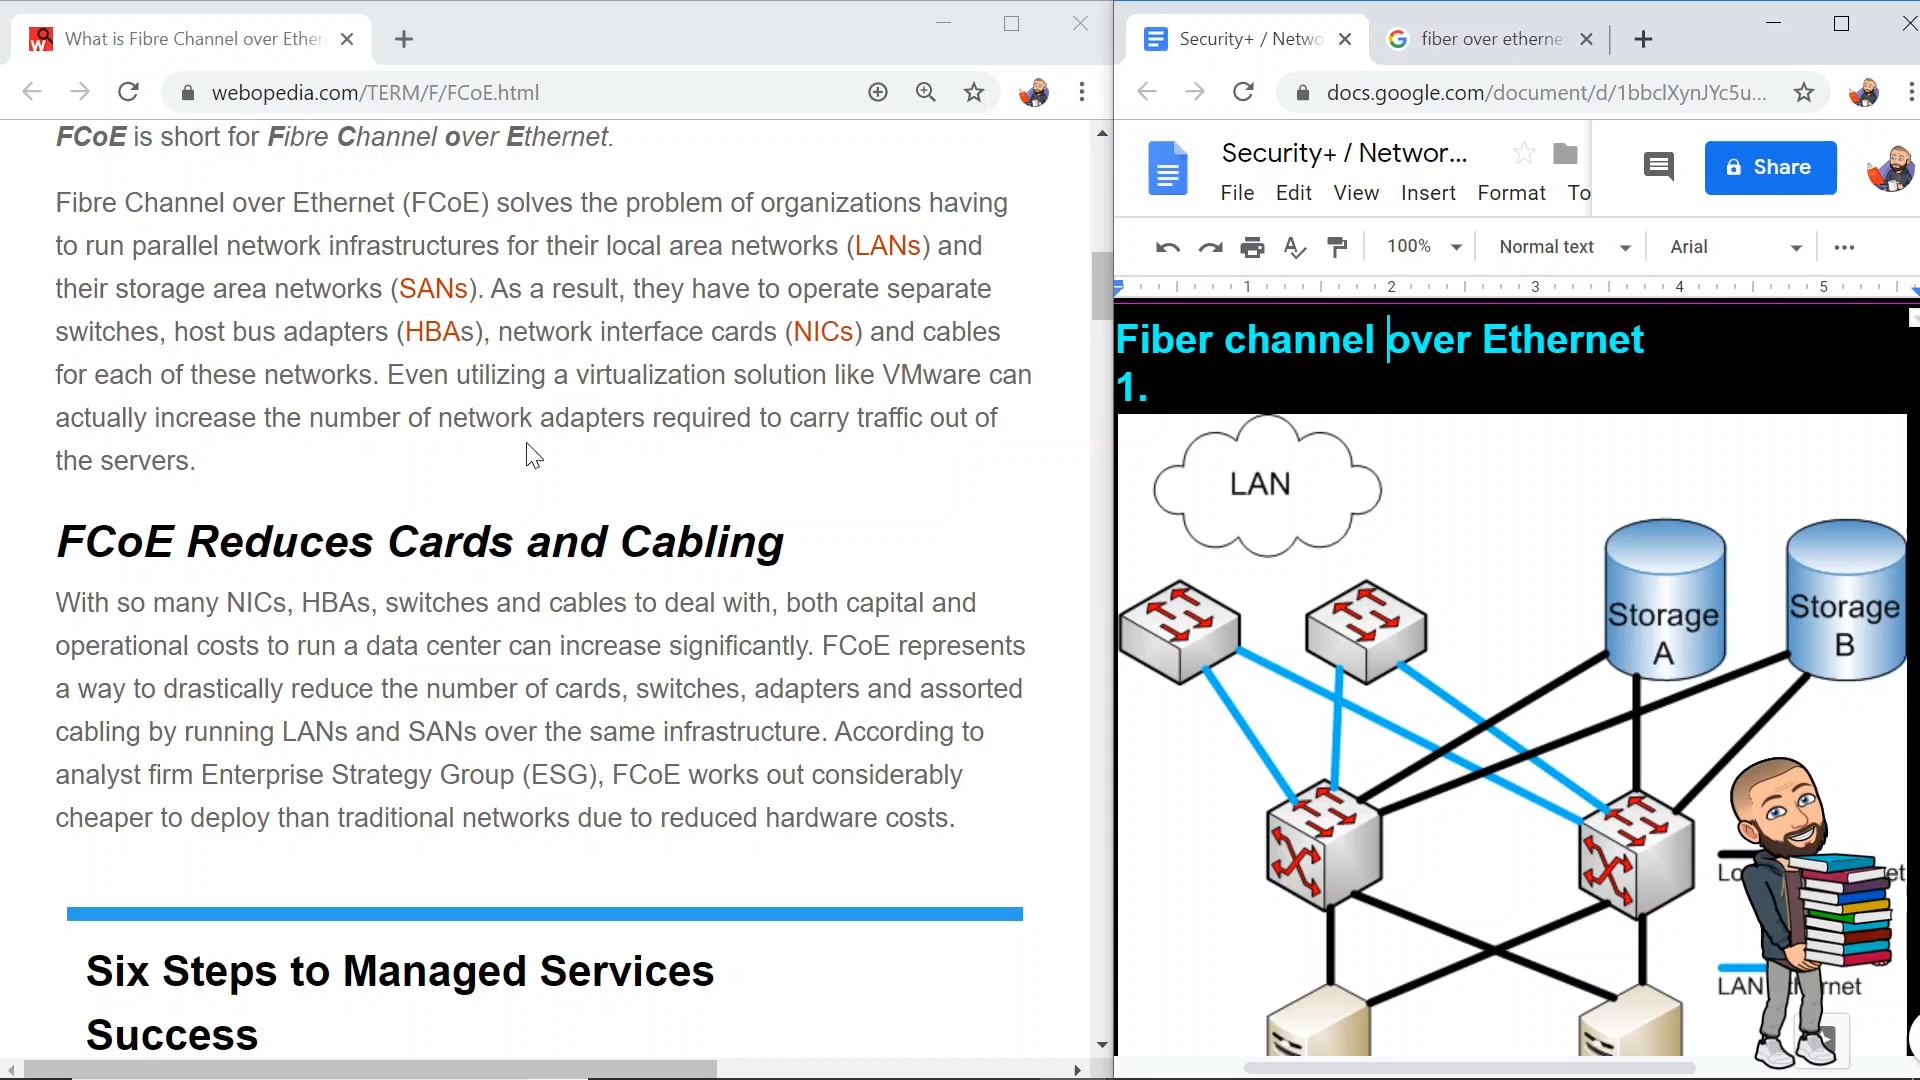 What is Fibre Channel over Ether
webopedia.com/TERM/F/FCoE.html
FCoE is short for Fibre Channel over Ethernet.
Fibre Channel over Ethernet (FCoE) solves the problem of organizations having
to run parallel network infrastructures for their local area networks (LANs) and
their storage area networks (SANs). As a result, they have to operate separate
switches, host bus adapters (HBAs), network interface cards (NICs) and cables
for each of these networks. Even utilizing a virtualization solution like VMware can
actually increase the number of network adapters required to carry traffic out of
the servers.
FCoE Reduces Cards and Cabling
With so many NICs, HBAs, switches and cables to deal with, both capital and
operational costs to run a data center can increase significantly. FCoE represents
a way to drastically reduce the number of cards, switches, adapters and assorted
cabling by running LANs and SANs over the same infrastructure. According to
analyst firm Enterprise Strategy Group (ESG), FCoE works out considerably
cheaper to deploy than traditional networks due to reduced hardware costs.
Six Steps to Managed Services
Success
Security+ / Netwo
fiber over etherne
docs.google.com/document/d/1bbclXynJYc5u...
Security+ / Networ...
Share
File Edit View Insert Format To
100% Normal text Arial
1 2 3 4 5
Fiber channel over Ethernet
1.
LAN
Storage
A
Storage
B
LAN